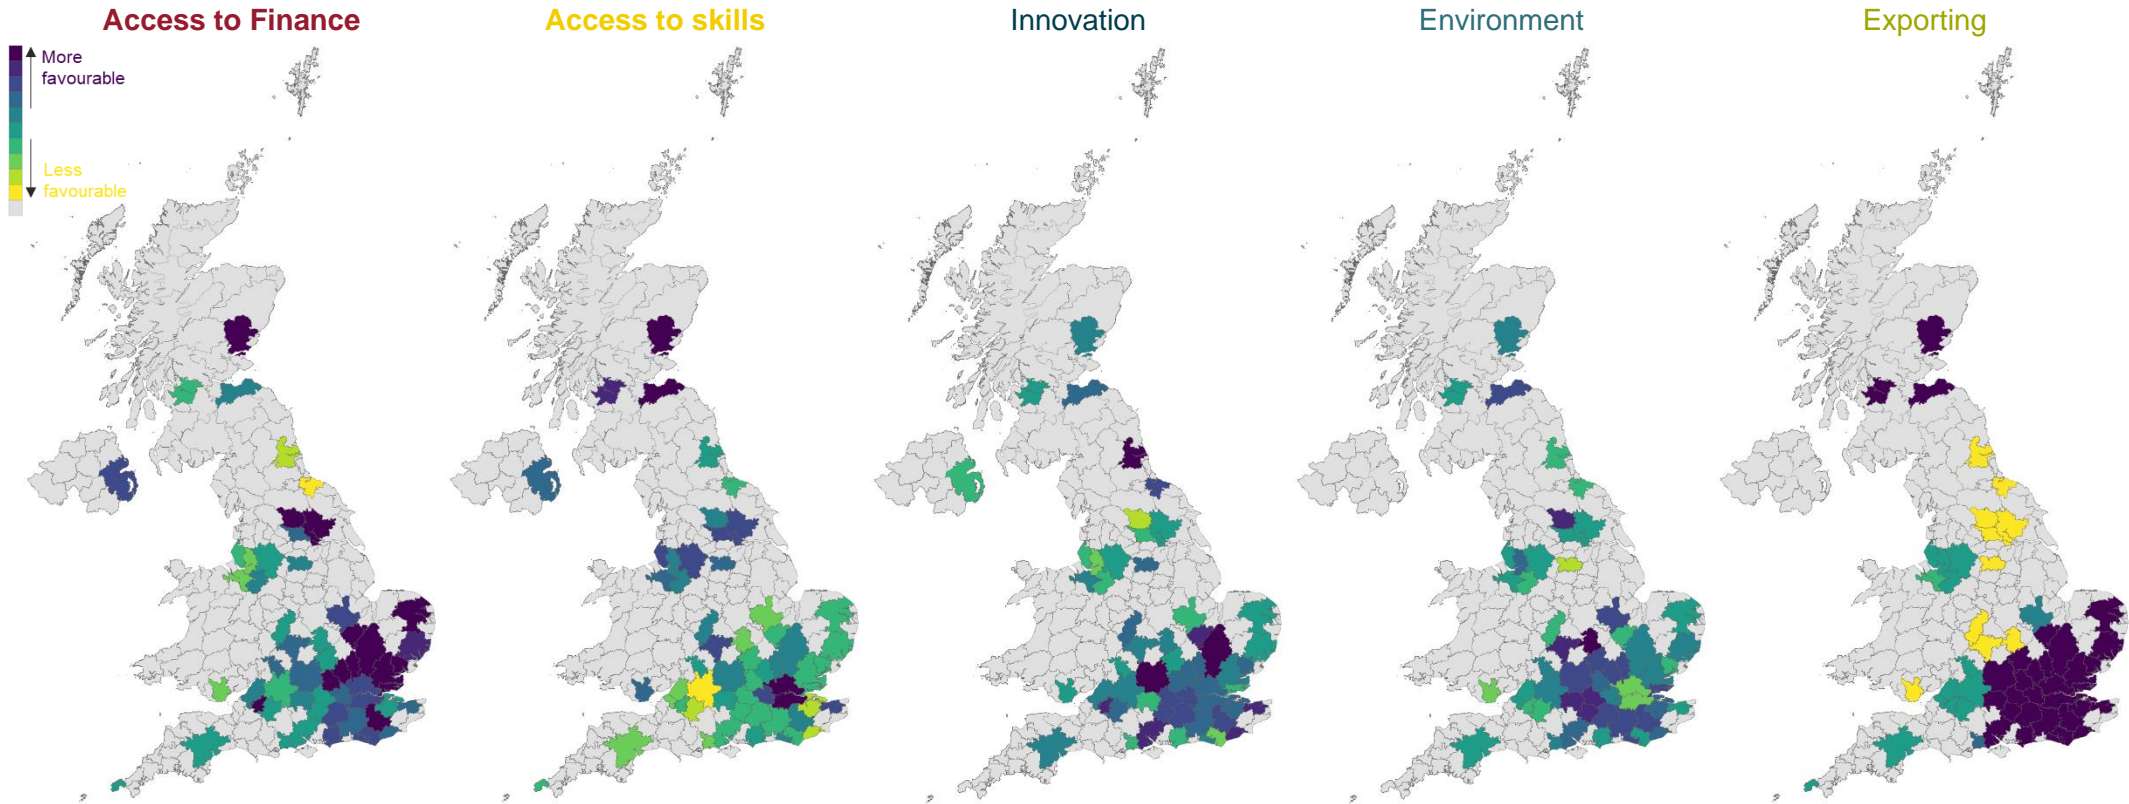 Access to Finance
Access to skills
Innovation
Environment
Exporting
More
favourable
Less
favourable